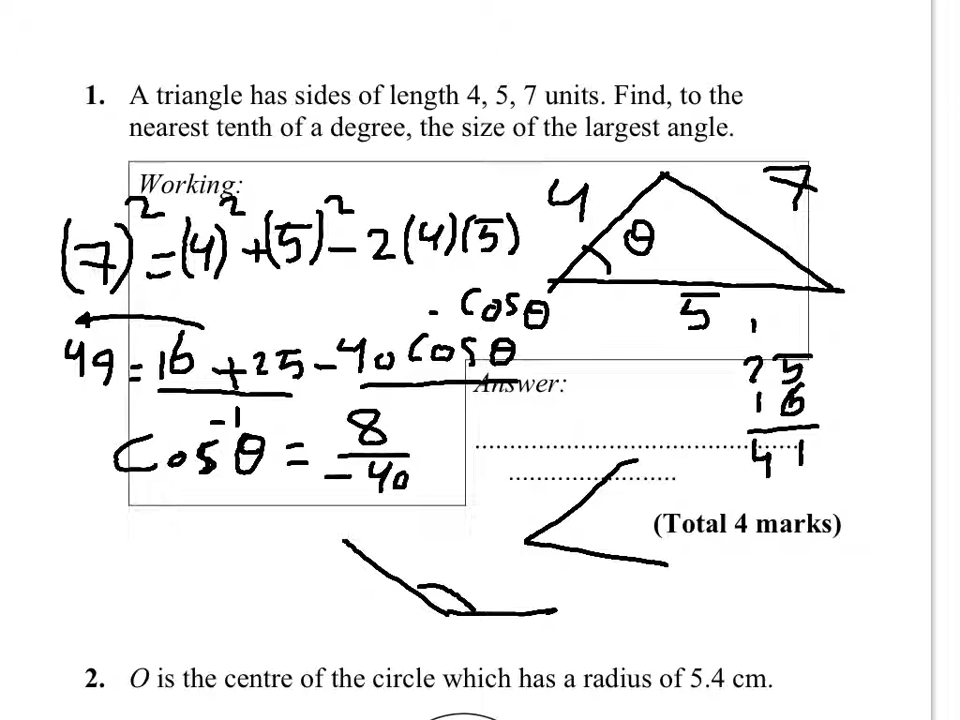 1. A triangle has sides of length 4, 5, 7 units. Find, to the
nearest tenth of a degree, the size of the largest angle.
Working:
(7)² = (4)² + (5)² - 2(4)(5)
. cosθ
4
7
θ
5
49 = 16 + 25 - 40 cosθ
-1
cosθ = 8/-40
Answer:
1
25
16
41
(Total 4 marks)
2. O is the centre of the circle which has a radius of 5.4 cm.